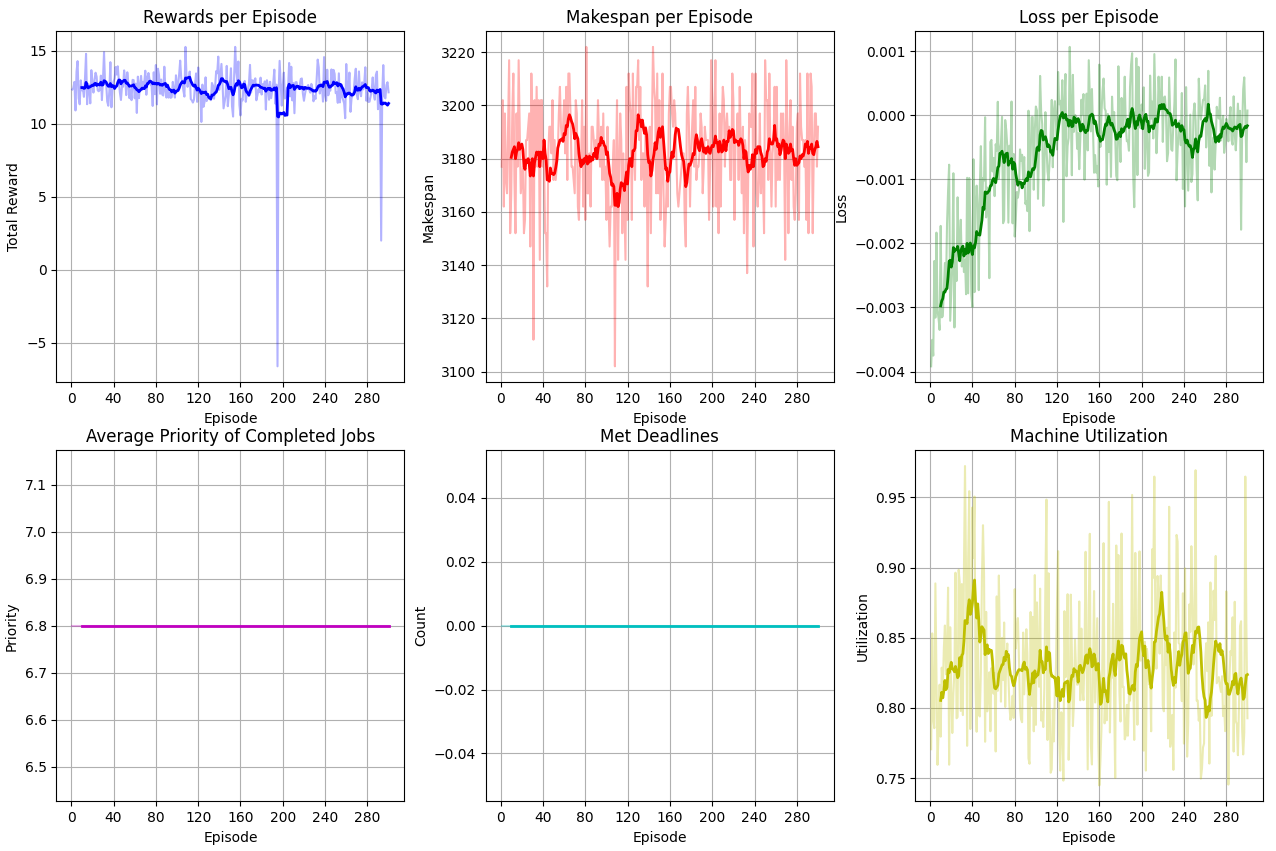 Rewards per Episode
Total Reward
15
10
5
0
−5
0 40 80 120 160 200 240 280
Episode
Makespan per Episode
Makespan
3220
3200
3180
3160
3140
3120
3100
0 40 80 120 160 200 240 280
Episode
Loss per Episode
Loss
0.001
0.000
−0.001
−0.002
−0.003
−0.004
0 40 80 120 160 200 240 280
Episode
Average Priority of Completed Jobs
Priority
7.1
7.0
6.9
6.8
6.7
6.6
6.5
0 40 80 120 160 200 240 280
Episode
Met Deadlines
Count
0.04
0.02
0.00
−0.02
−0.04
0 40 80 120 160 200 240 280
Episode
Machine Utilization
Utilization
0.95
0.90
0.85
0.80
0.75
0 40 80 120 160 200 240 280
Episode